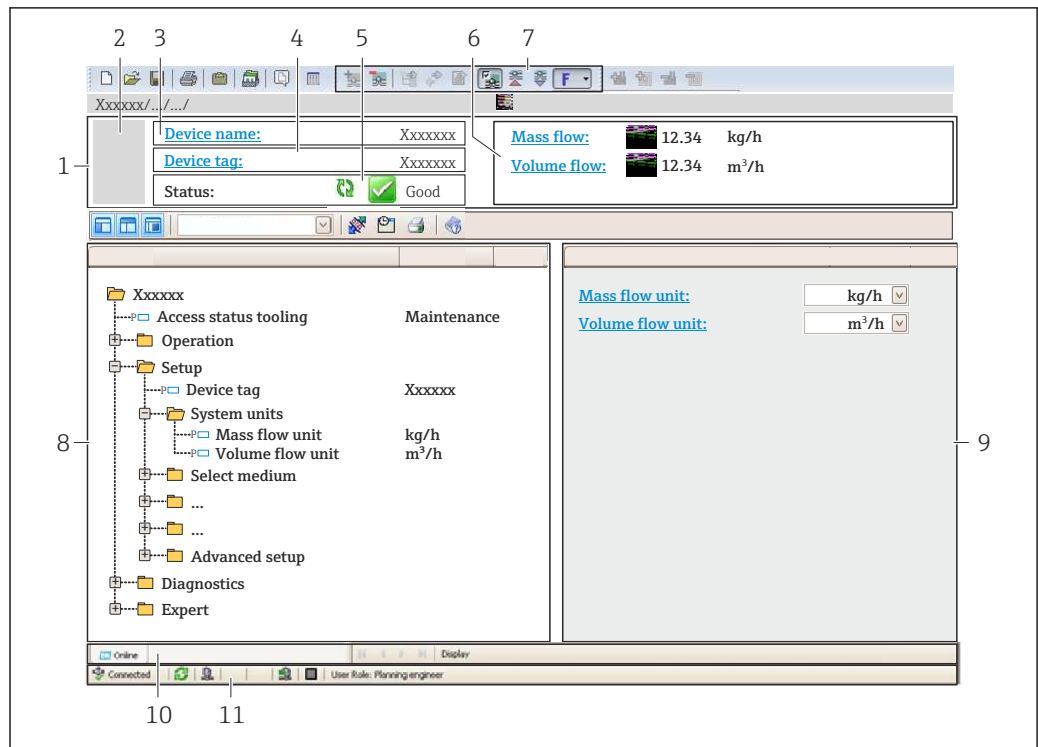 2 3 4 5 6 7
F
Xxxxxx/.../.../
1
Device name: Xxxxxxx
Device tag: Xxxxxxx
Status: Good
Mass flow: 12.34 kg/h
Volume flow: 12.34 m³/h
Xxxxxx
Access status tooling Maintenance
Operation
Setup
Device tag Xxxxxx
System units
Mass flow unit kg/h
Volume flow unit m³/h
Select medium
...
...
Advanced setup
Diagnostics
Expert
8
Mass flow unit: kg/h
Volume flow unit: m³/h
9
Online Display
Connected User Role: Planning engineer
10 11